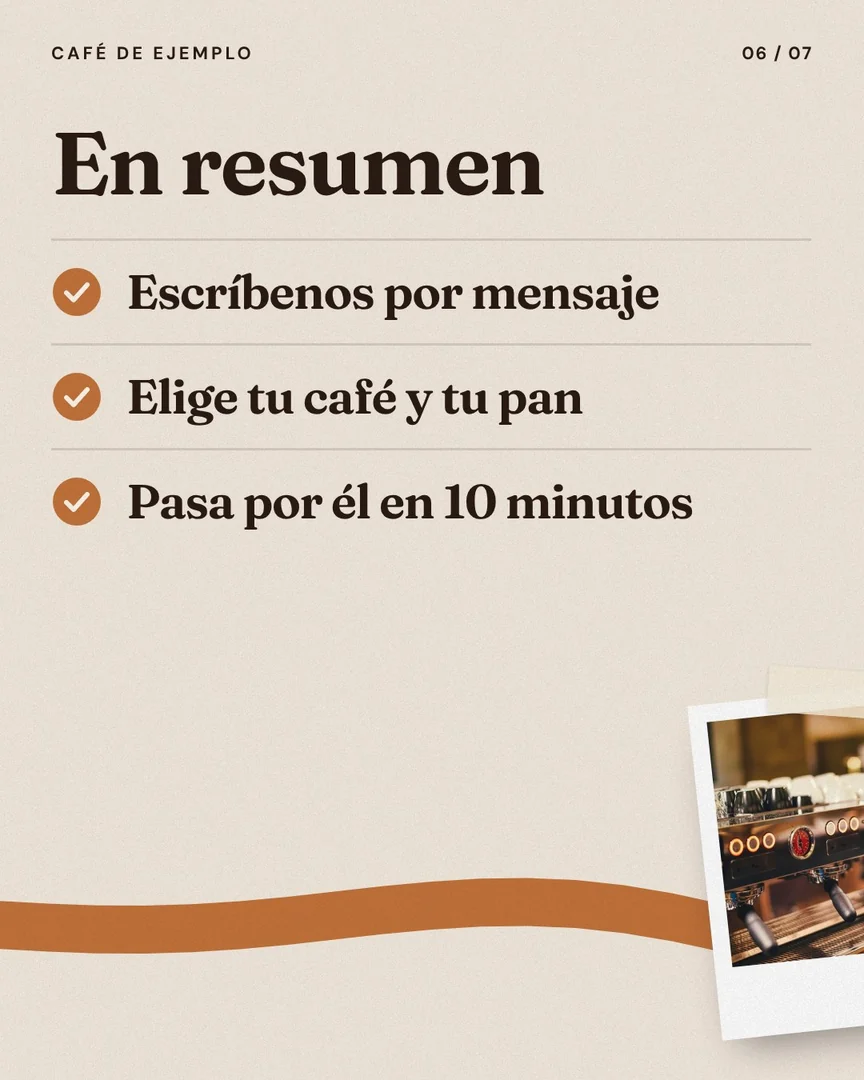 CAFÉ DE EJEMPLO
06 / 07
En resumen
Escríbenos por mensaje
Elige tu café y tu pan
Pasa por él en 10 minutos